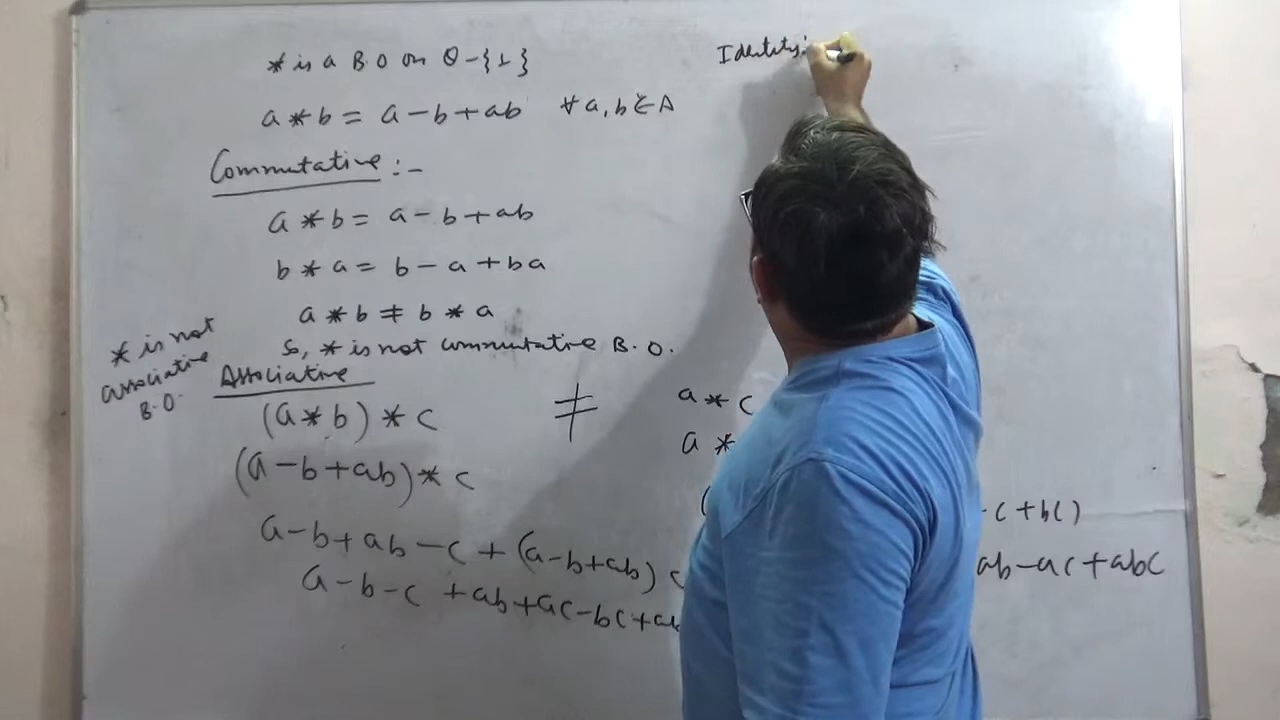 * is a B.O on Q-{1}
a * b = a - b + ab ∀ a, b ∈ A
Commutative :-
a * b = a - b + ab
b * a = b - a + ba
a * b ≠ b * a
So, * is not commutative B.O.
* is not
associative
B.O.
Associative
(a * b) * c ≠
(a - b + ab) * c
a - b + ab - c + (a - b + ab) c
a - b - c + ab + ac - bc + ab
Identity:
a * c
a *
(
- c + bc)
ab - ac + abc